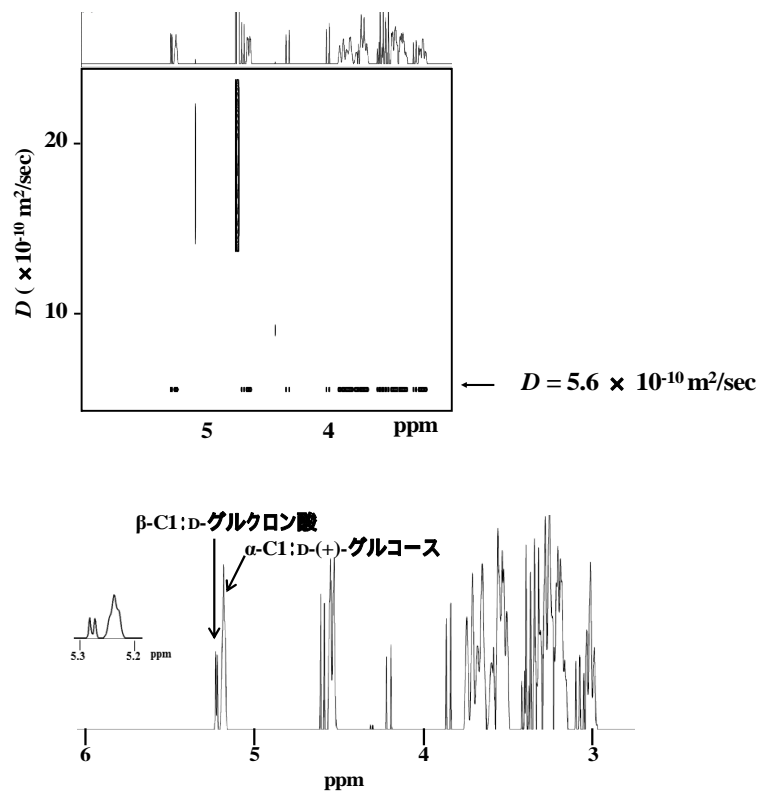 20
D ( ×10⁻¹⁰ m²/sec)
10
D = 5.6 × 10⁻¹⁰ m²/sec
5 4 ppm
β-C1:D-グルクロン酸
α-C1:D-(+)-グルコース
5.3 5.2 ppm
6 5 4 3
ppm